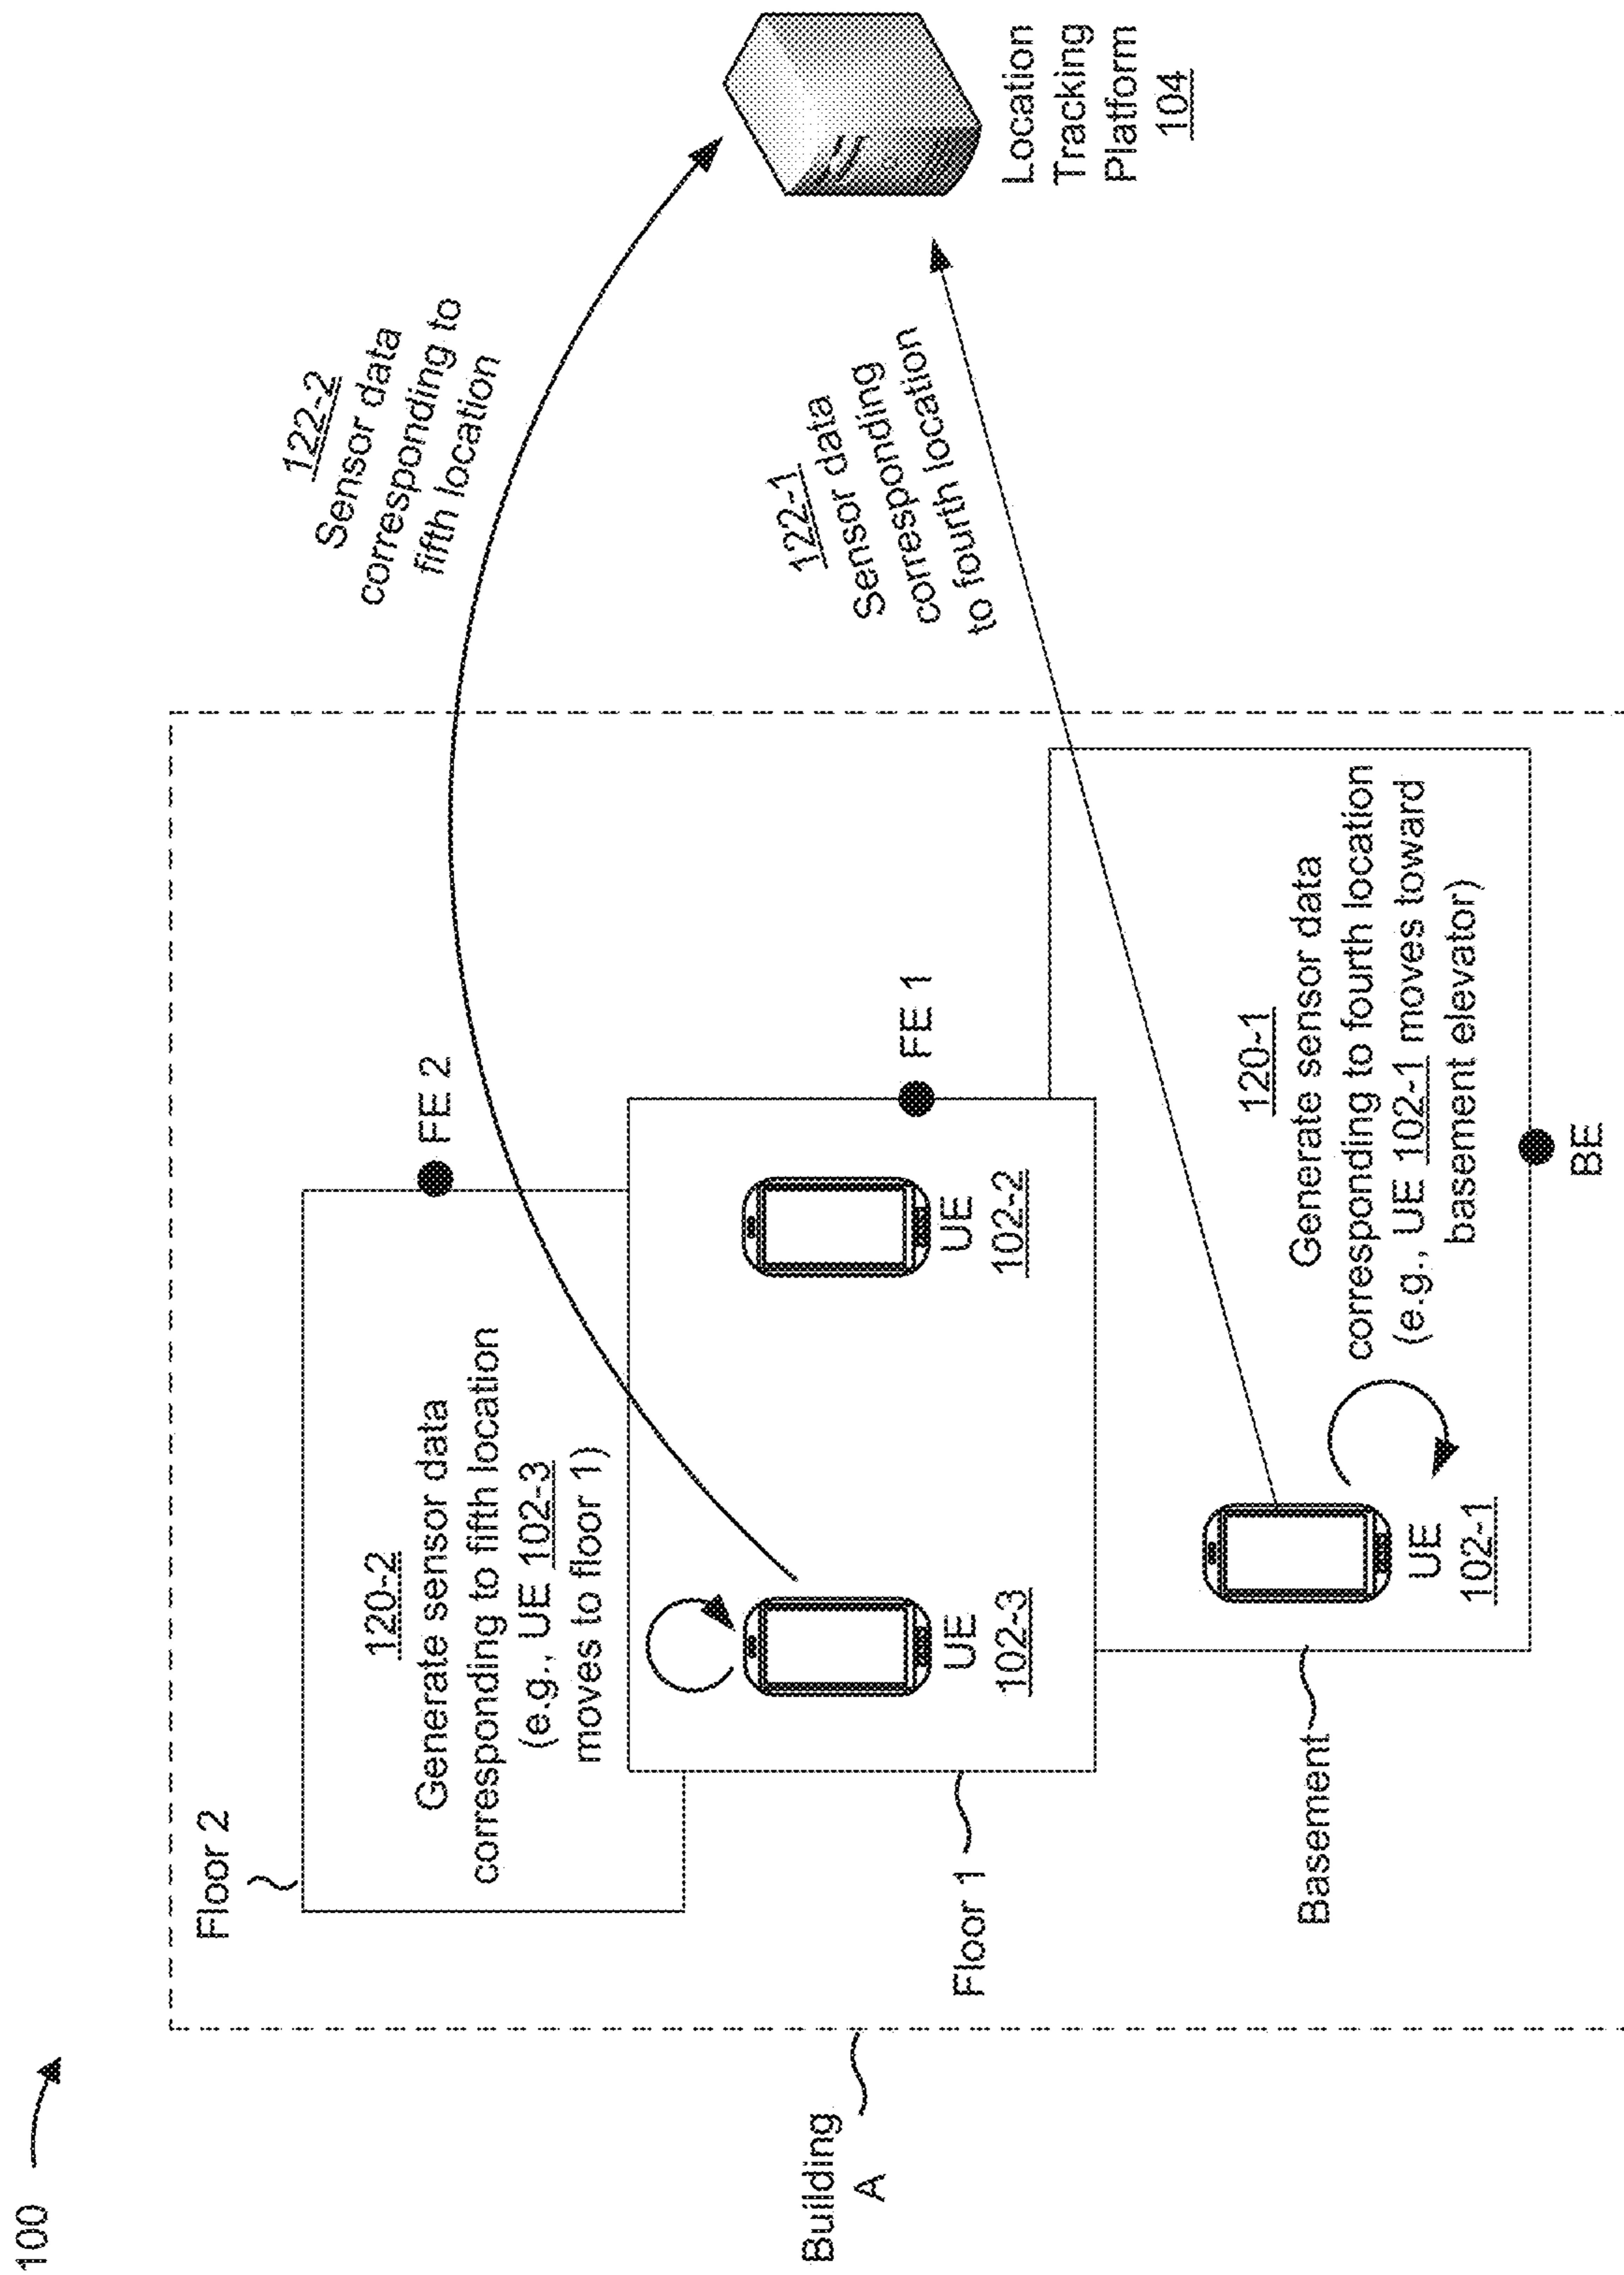 100
Building
A
Floor 2
120-2
Generate sensor data
corresponding to fifth location
(e.g., UE 102-3
moves to floor 1)
FE 2
122-2
Sensor data
corresponding to
fifth location
Floor 1
UE
102-3
UE
102-2
FE 1
122-1
Sensor data
corresponding
to fourth location
Location
Tracking
Platform
104
Basement
UE
102-1
120-1
Generate sensor data
corresponding to fourth location
(e.g., UE 102-1 moves toward
basement elevator)
BE